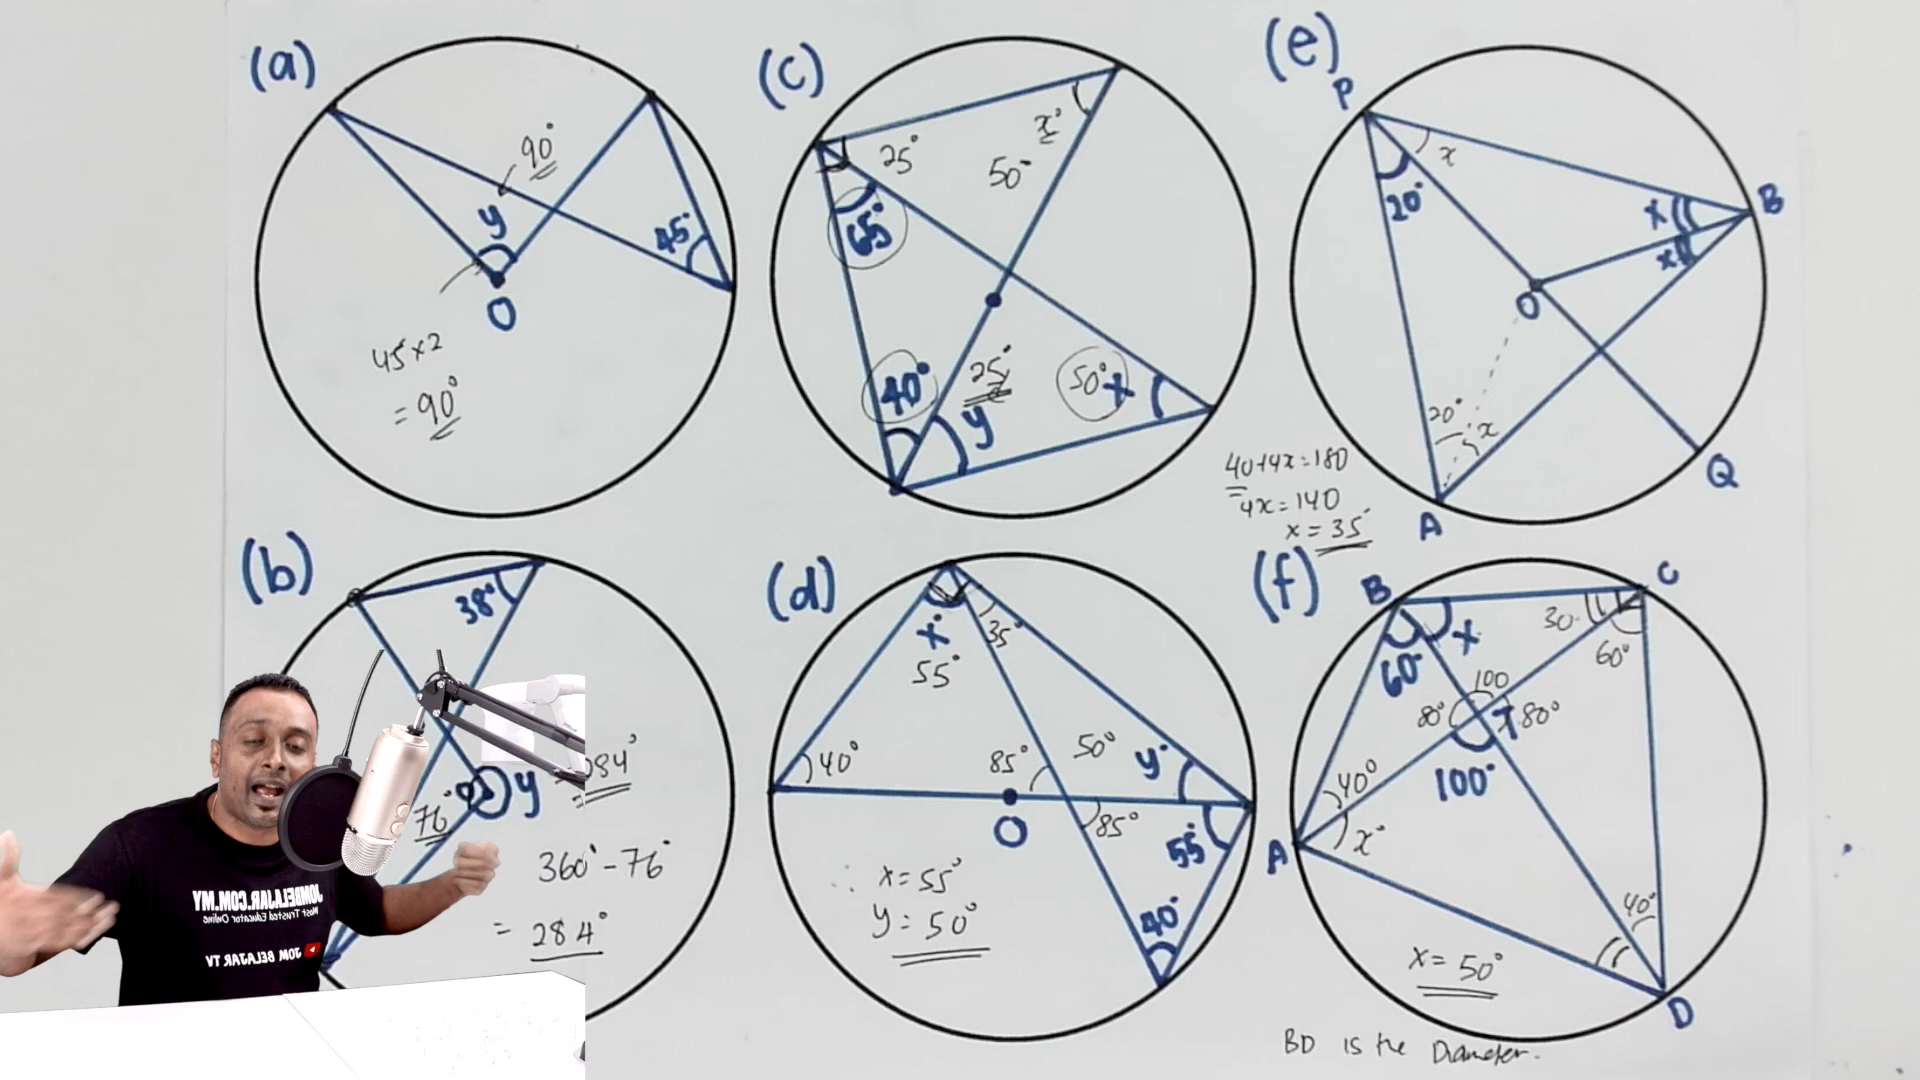 (a)
90°
y
45°
O
45° x 2
= 90°
(b)
38°
76°
y
= 284°
360° - 76°
= 284°
JOMBELAJAR.COM.MY
Most Trusted Educator Online
JOM BELAJAR TV
(c)
25°
x°
50°
65°
40°
25°
y
50°
x
(d)
x°
35°
55°
40°
85°
50°
y°
O
85°
55°
40°
∴ x = 55°
y = 50°
(e)
P
x
B
20°
x
x
O
20°
x
A
Q
40+4x=180
4x=140
x = 35°
(f)
B
C
x
30°
60°
60°
100
80°
T
80°
100°
40°
A
x°
40°
x = 50°
D
BD is the Diameter.